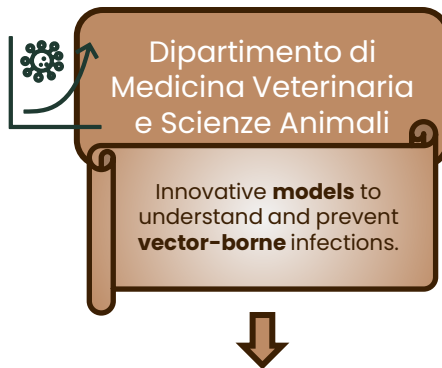 Dipartimento di
Medicina Veterinaria
e Scienze Animali
Innovative models to
understand and prevent
vector-borne infections.